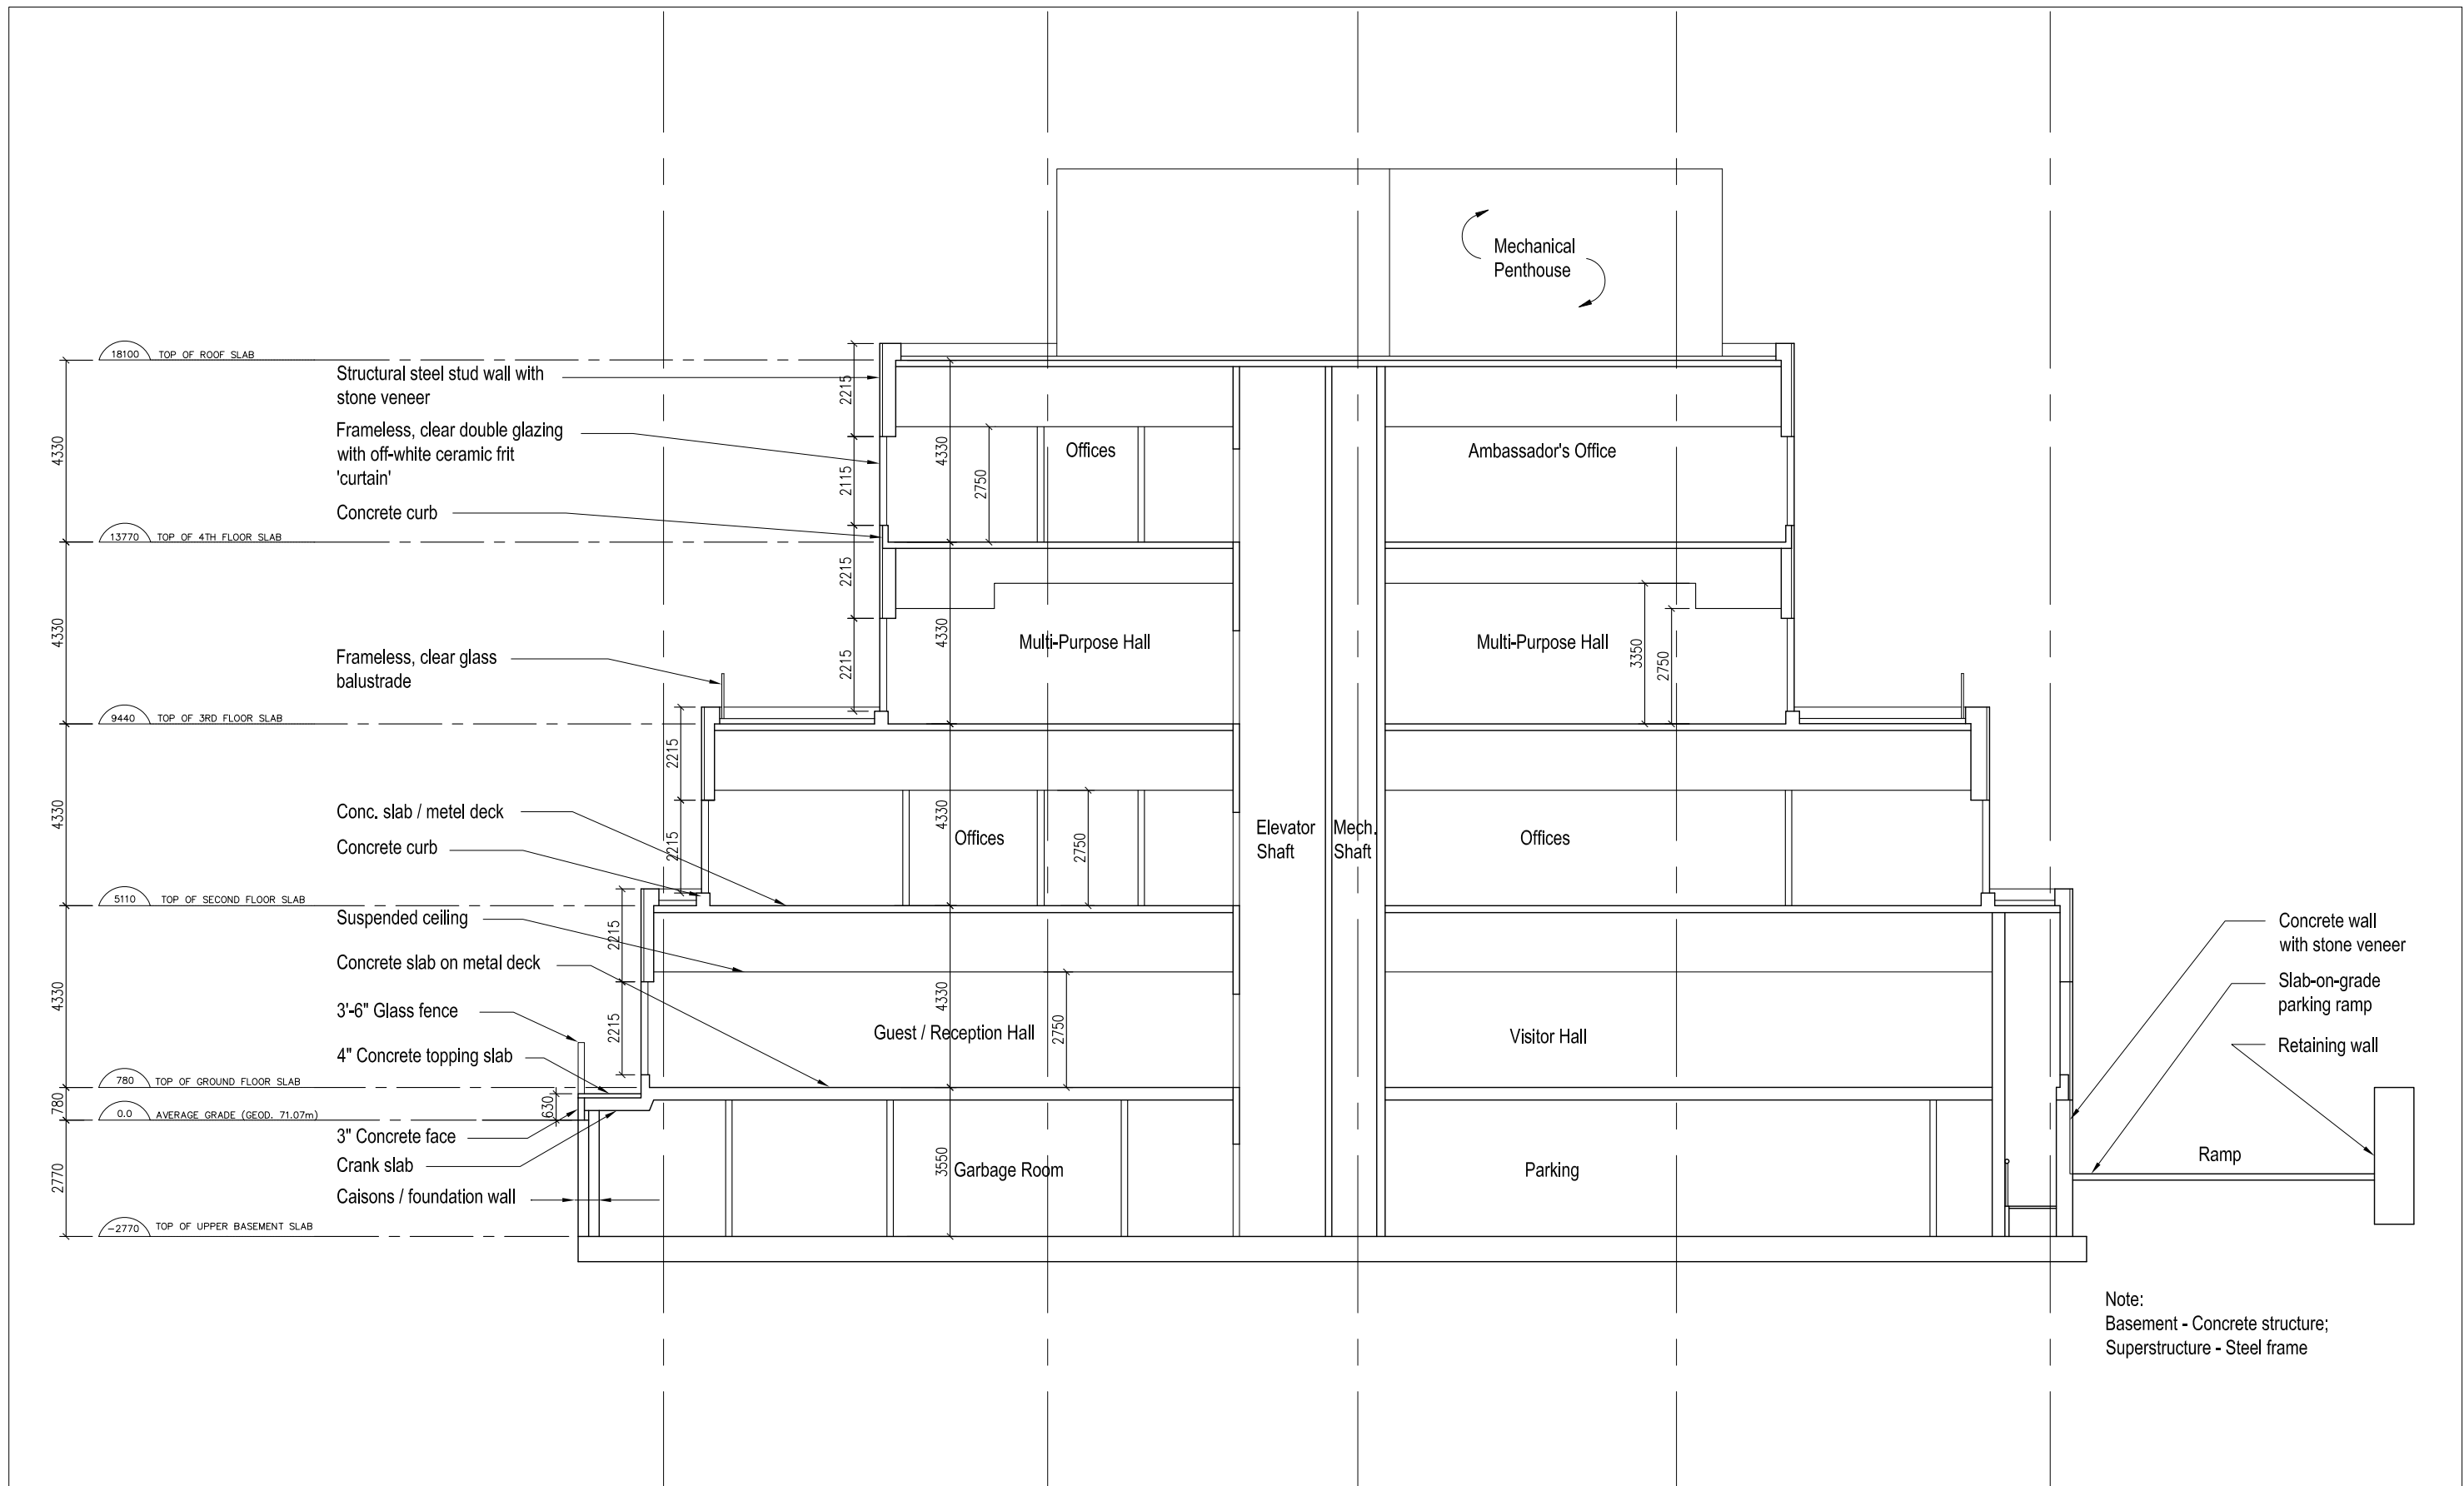 Mechanical
Penthouse
18100 TOP OF ROOF SLAB
Structural steel stud wall with
stone veneer
Frameless, clear double glazing
with off-white ceramic frit
'curtain'
Concrete curb
4330
2215
2115
4330
2750
Offices
Ambassador's Office
13770 TOP OF 4TH FLOOR SLAB
4330
2215
2215
4330
Multi-Purpose Hall
Multi-Purpose Hall
3350
2750
Frameless, clear glass
balustrade
9440 TOP OF 3RD FLOOR SLAB
4330
2215
2215
4330
2750
Conc. slab / metel deck
Concrete curb
Offices
Elevator
Shaft
Mech.
Shaft
Offices
5110 TOP OF SECOND FLOOR SLAB
Suspended ceiling
Concrete slab on metal deck
3'-6" Glass fence
4" Concrete topping slab
4330
2215
2215
4330
2750
Guest / Reception Hall
Visitor Hall
Concrete wall
with stone veneer
Slab-on-grade
parking ramp
Retaining wall
780 TOP OF GROUND FLOOR SLAB
780
630
0.0 AVERAGE GRADE (GEOD. 71.07m)
3" Concrete face
Crank slab
Caisons / foundation wall
2770
3550
Garbage Room
Parking
Ramp
-2770 TOP OF UPPER BASEMENT SLAB
Note:
Basement - Concrete structure;
Superstructure - Steel frame